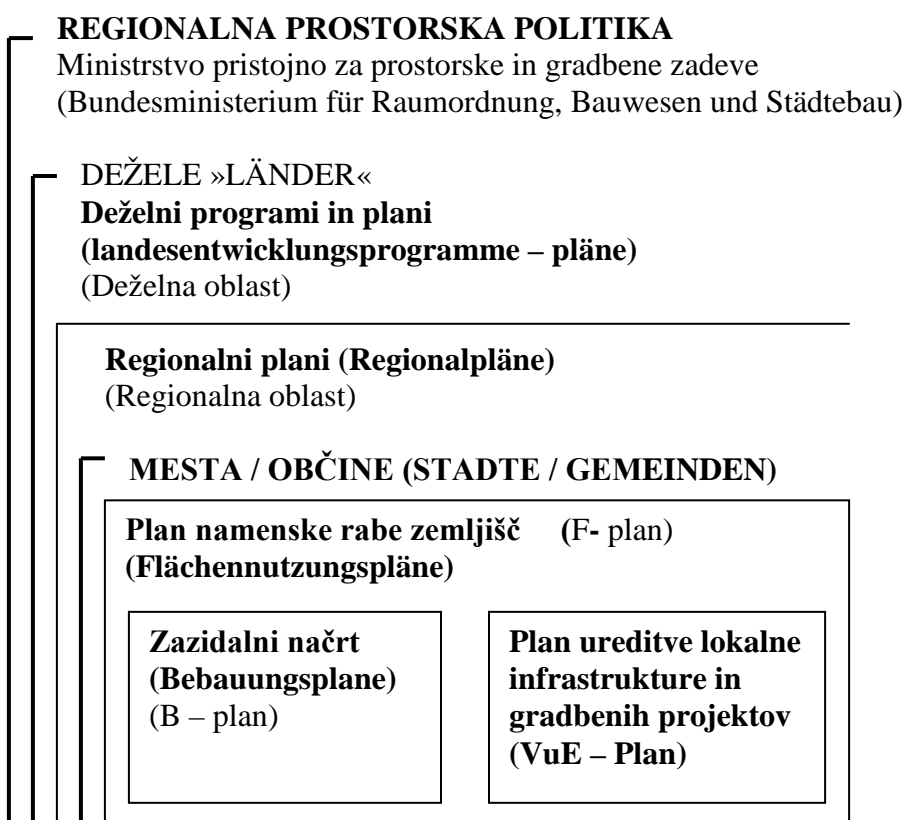 REGIONALNA PROSTORSKA POLITIKA
Ministrstvo pristojno za prostorske in gradbene zadeve
(Bundesministerium für Raumordnung, Bauwesen und Städtebau)
DEŽELE »LÄNDER«
Deželni programi in plani
(landesentwicklungsprogramme – pläne)
(Deželna oblast)
Regionalni plani (Regionalpläne)
(Regionalna oblast)
MESTA / OBČINE (STADTE / GEMEINDEN)
Plan namenske rabe zemljišč (F- plan)
(Flächennutzungspläne)
Zazidalni načrt
(Bebauungsplane)
(B – plan)
Plan ureditve lokalne
infrastrukture in
gradbenih projektov
(VuE – Plan)